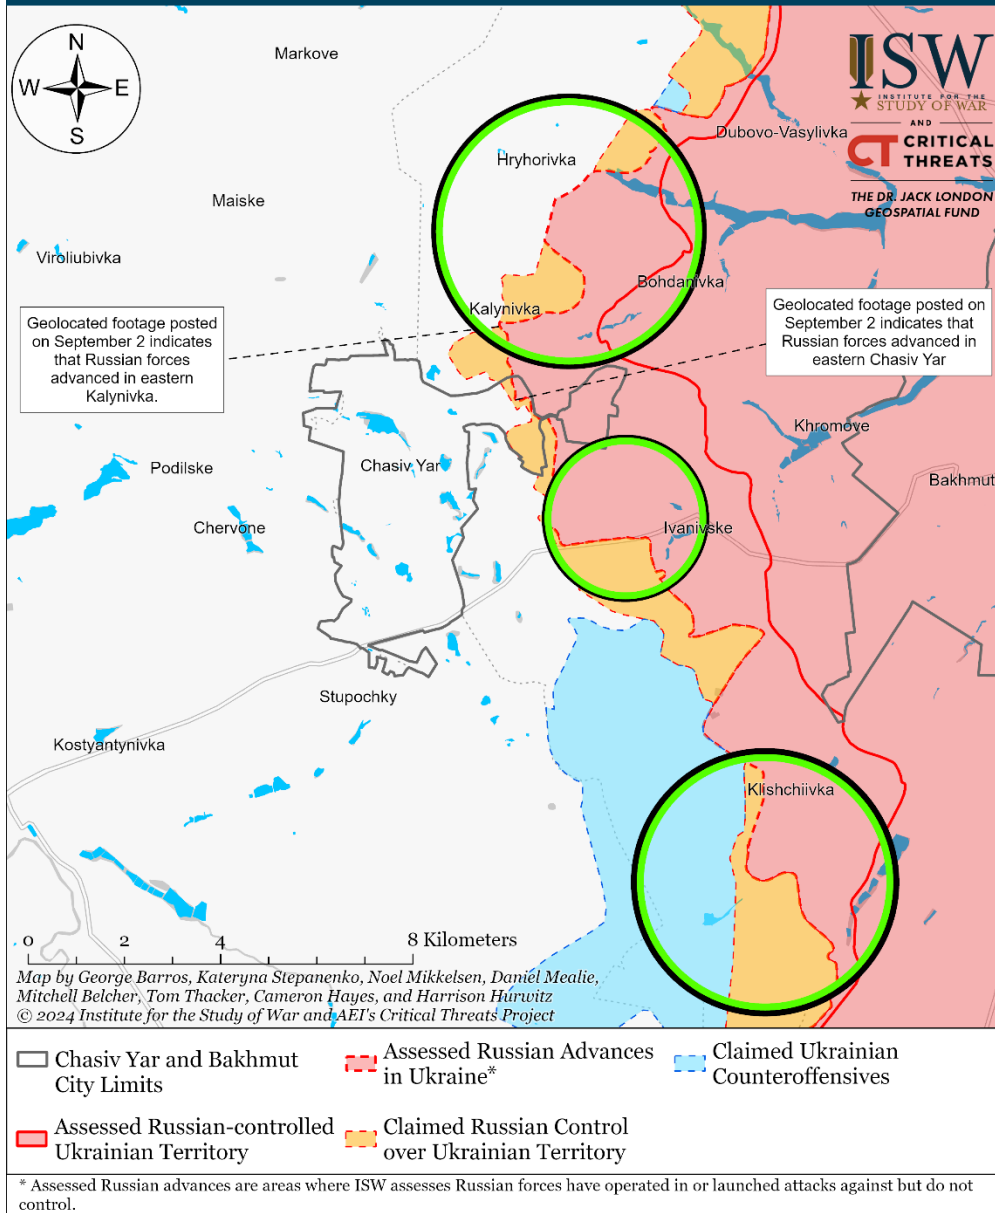 N
W
E
S
Markove
ISW
INSTITUTE FOR THE
STUDY OF WAR
AND
CT CRITICAL
THREATS
THE DR. JACK LONDON
GEOSPATIAL FUND
Dubovo-Vasylivka
Hryhorivka
Maiske
Viroliubivka
Bohdanivka
Kalynivka
Geolocated footage posted
on September 2 indicates
that Russian forces
advanced in eastern
Kalynivka.
Geolocated footage posted on
September 2 indicates that
Russian forces advanced in
eastern Chasiv Yar
Khromove
Podilske
Chasiv Yar
Bakhmut
Chervone
Ivanivske
Stupochky
Kostyantynivka
Klishchiivka
0 2 4 8 Kilometers
Map by George Barros, Kateryna Stepanenko, Noel Mikkelsen, Daniel Mealie,
Mitchell Belcher, Tom Thacker, Cameron Hayes, and Harrison Hurwitz
© 2024 Institute for the Study of War and AEI's Critical Threats Project
Chasiv Yar and Bakhmut
City Limits
Assessed Russian Advances
in Ukraine*
Claimed Ukrainian
Counteroffensives
Assessed Russian-controlled
Ukrainian Territory
Claimed Russian Control
over Ukrainian Territory
* Assessed Russian advances are areas where ISW assesses Russian forces have operated in or launched attacks against but do not
control.